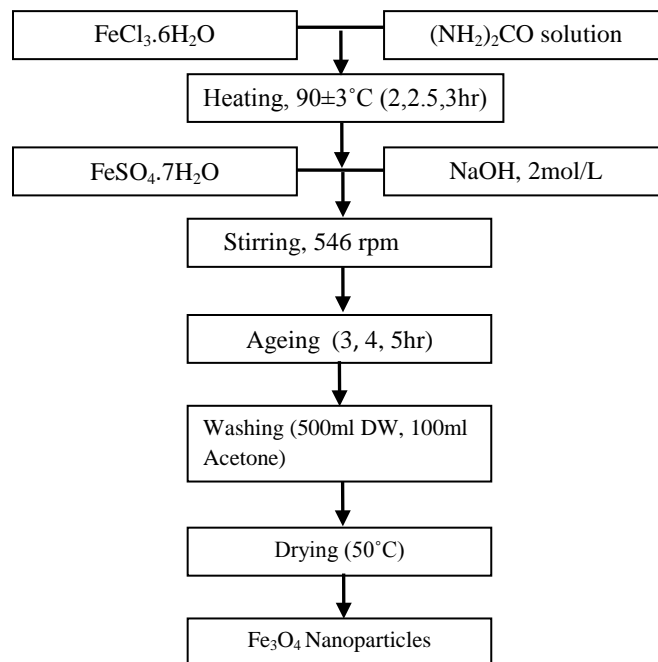 FeCl₃.6H₂O
(NH₂)₂CO solution
Heating, 90±3˚C (2,2.5,3hr)
FeSO₄.7H₂O
NaOH, 2mol/L
Stirring, 546 rpm
Ageing (3, 4, 5hr)
Washing (500ml DW, 100ml
Acetone)
Drying (50˚C)
Fe₃O₄ Nanoparticles